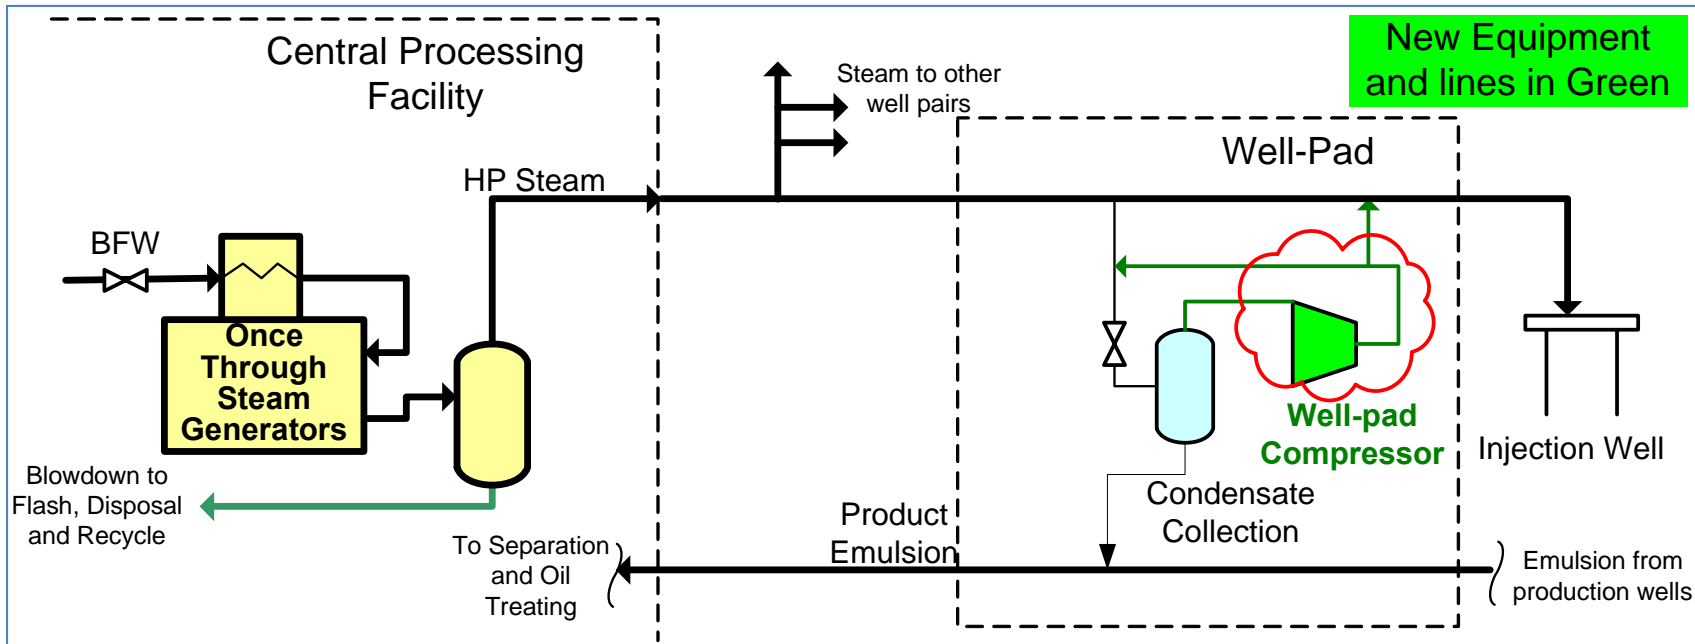 Central Processing
Facility
Steam to other
well pairs
New Equipment
and lines in Green
Well-Pad
HP Steam
BFW
Once
Through
Steam
Generators
Well-pad
Compressor
Injection Well
Blowdown to
Flash, Disposal
and Recycle
Condensate
Collection
Product
Emulsion
To Separation
and Oil
Treating
Emulsion from
production wells